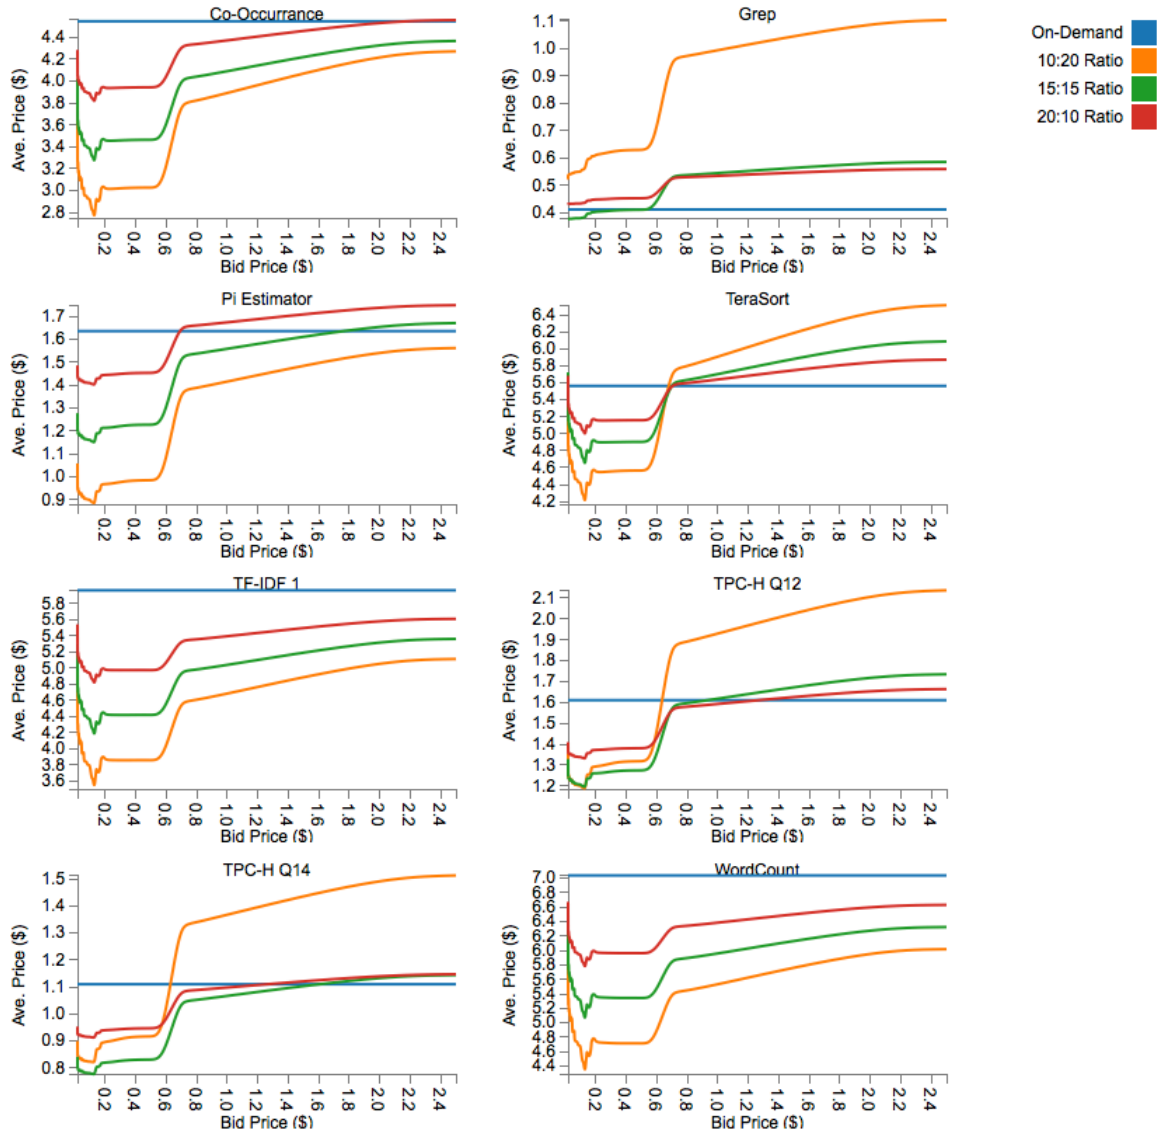 Co-Occurrance
Ave. Price ($)
4.4
4.2
4.0
3.8
3.6
3.4
3.2
3.0
2.8
0.2 0.4 0.6 0.8 1.0 1.2 1.4 1.6 1.8 2.0 2.2 2.4
Bid Price ($)
Grep
Ave. Price ($)
1.1
1.0
0.9
0.8
0.7
0.6
0.5
0.4
0.2 0.4 0.6 0.8 1.0 1.2 1.4 1.6 1.8 2.0 2.2 2.4
Bid Price ($)
On-Demand
10:20 Ratio
15:15 Ratio
20:10 Ratio
Pi Estimator
Ave. Price ($)
1.7
1.6
1.5
1.4
1.3
1.2
1.1
1.0
0.9
0.2 0.4 0.6 0.8 1.0 1.2 1.4 1.6 1.8 2.0 2.2 2.4
Bid Price ($)
TeraSort
Ave. Price ($)
6.4
6.2
6.0
5.8
5.6
5.4
5.2
5.0
4.8
4.6
4.4
4.2
0.2 0.4 0.6 0.8 1.0 1.2 1.4 1.6 1.8 2.0 2.2 2.4
Bid Price ($)
TF-IDF 1
Ave. Price ($)
5.8
5.6
5.4
5.2
5.0
4.8
4.6
4.4
4.2
4.0
3.8
3.6
0.2 0.4 0.6 0.8 1.0 1.2 1.4 1.6 1.8 2.0 2.2 2.4
Bid Price ($)
TPC-H Q12
Ave. Price ($)
2.1
2.0
1.9
1.8
1.7
1.6
1.5
1.4
1.3
1.2
0.2 0.4 0.6 0.8 1.0 1.2 1.4 1.6 1.8 2.0 2.2 2.4
Bid Price ($)
TPC-H Q14
Ave. Price ($)
1.5
1.4
1.3
1.2
1.1
1.0
0.9
0.8
0.2 0.4 0.6 0.8 1.0 1.2 1.4 1.6 1.8 2.0 2.2 2.4
Bid Price ($)
WordCount
Ave. Price ($)
7.0
6.8
6.6
6.4
6.2
6.0
5.8
5.6
5.4
5.2
5.0
4.8
4.6
4.4
0.2 0.4 0.6 0.8 1.0 1.2 1.4 1.6 1.8 2.0 2.2 2.4
Bid Price ($)